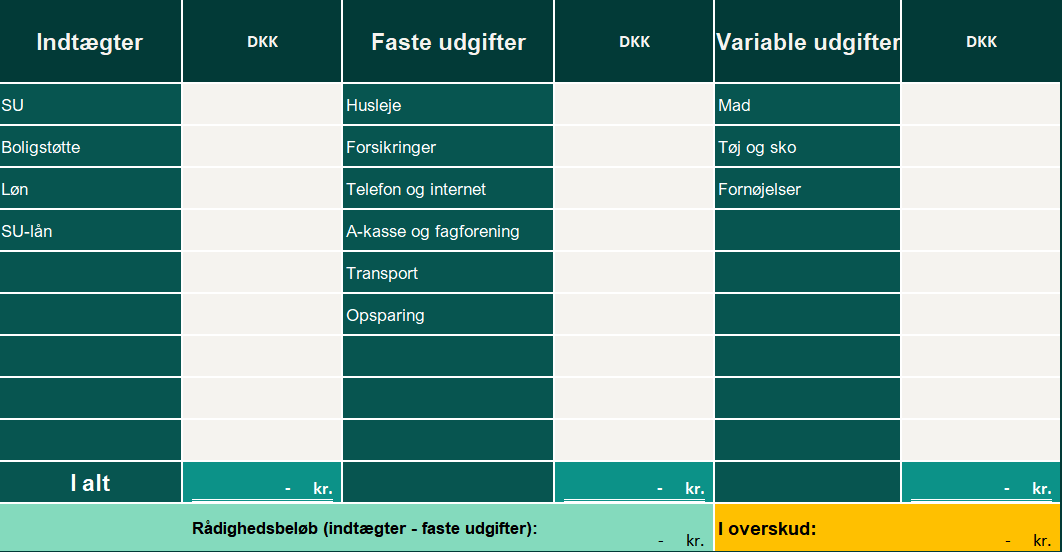 Indtægter DKK Faste udgifter DKK Variable udgifter DKK
SU Husleje Mad
Boligstøtte Forsikringer Tøj og sko
Løn Telefon og internet Fornøjelser
SU-lån A-kasse og fagforening
Transport
Opsparing
I alt - kr. - kr. - kr.
Rådighedsbeløb (indtægter - faste udgifter): - kr. I overskud: - kr.